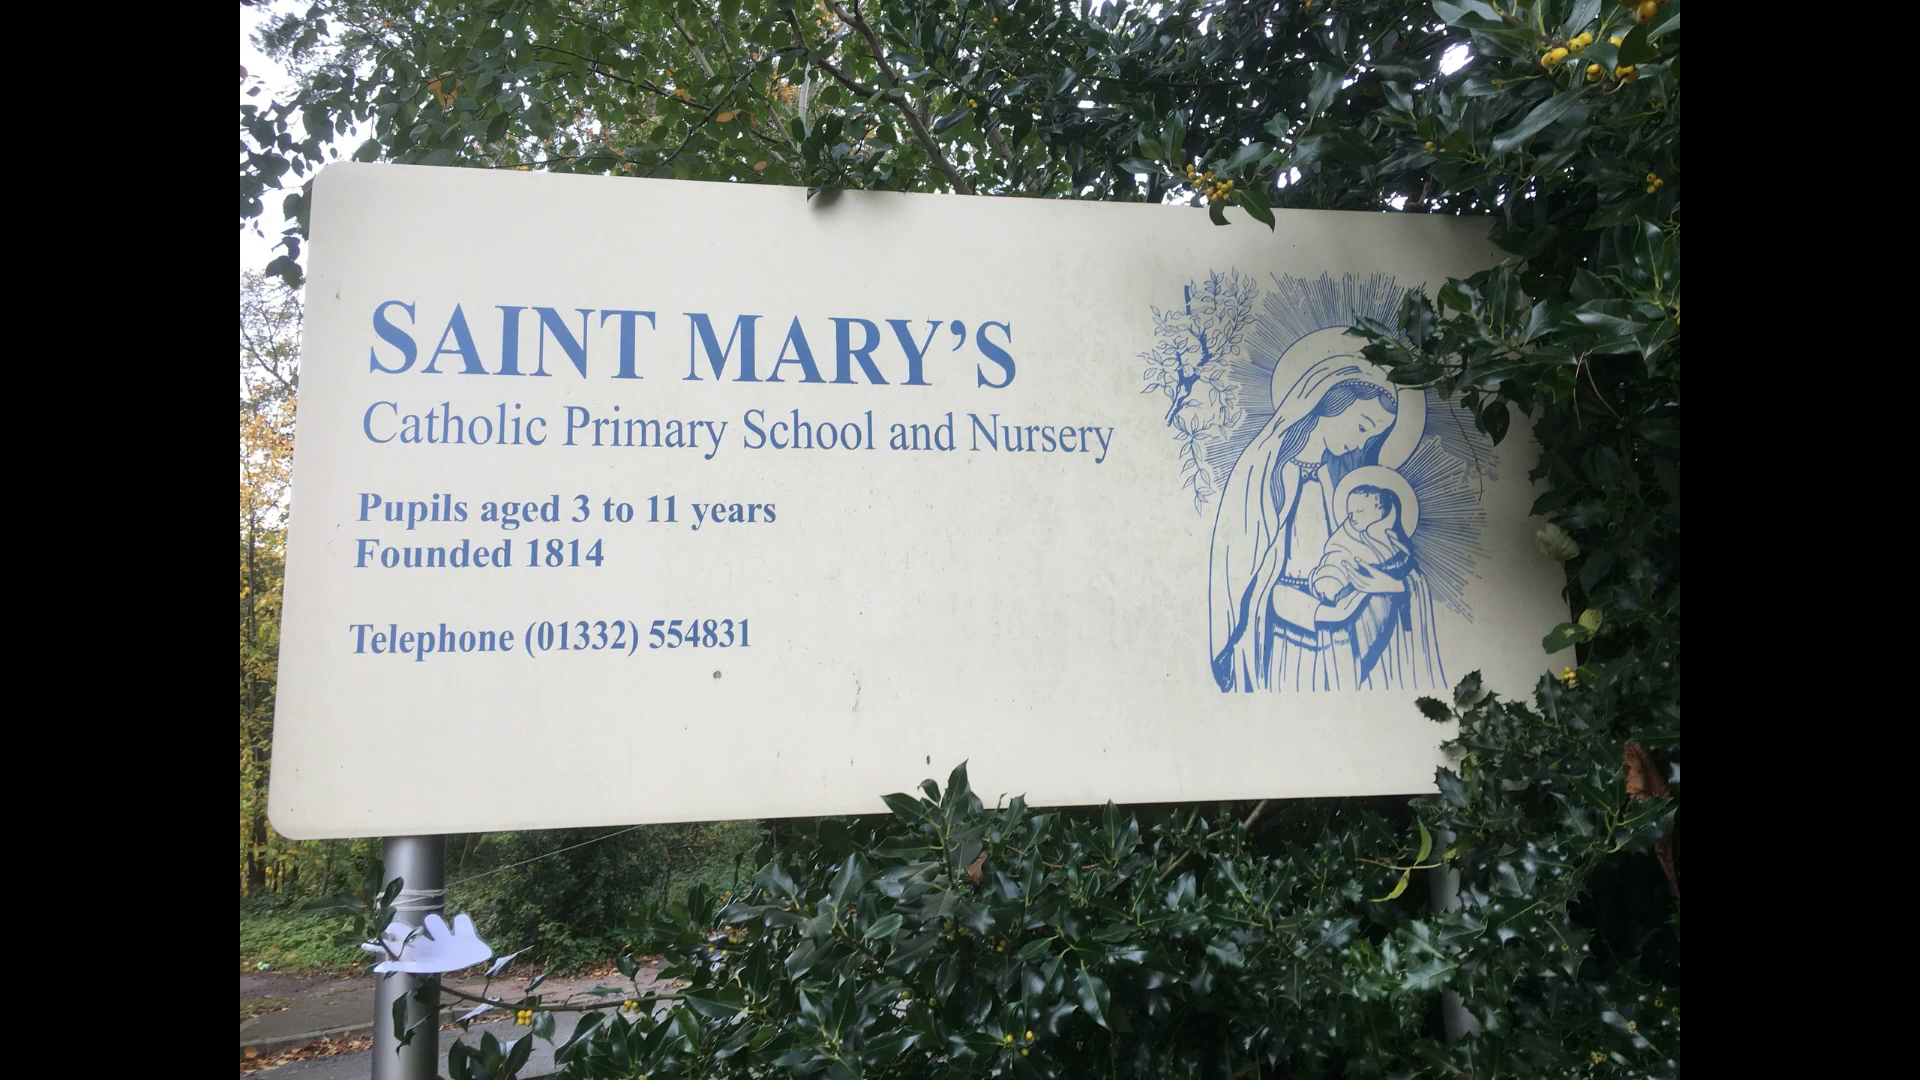 SAINT MARY'S
Catholic Primary School and Nursery
Pupils aged 3 to 11 years
Founded 1814
Telephone (01332) 554831